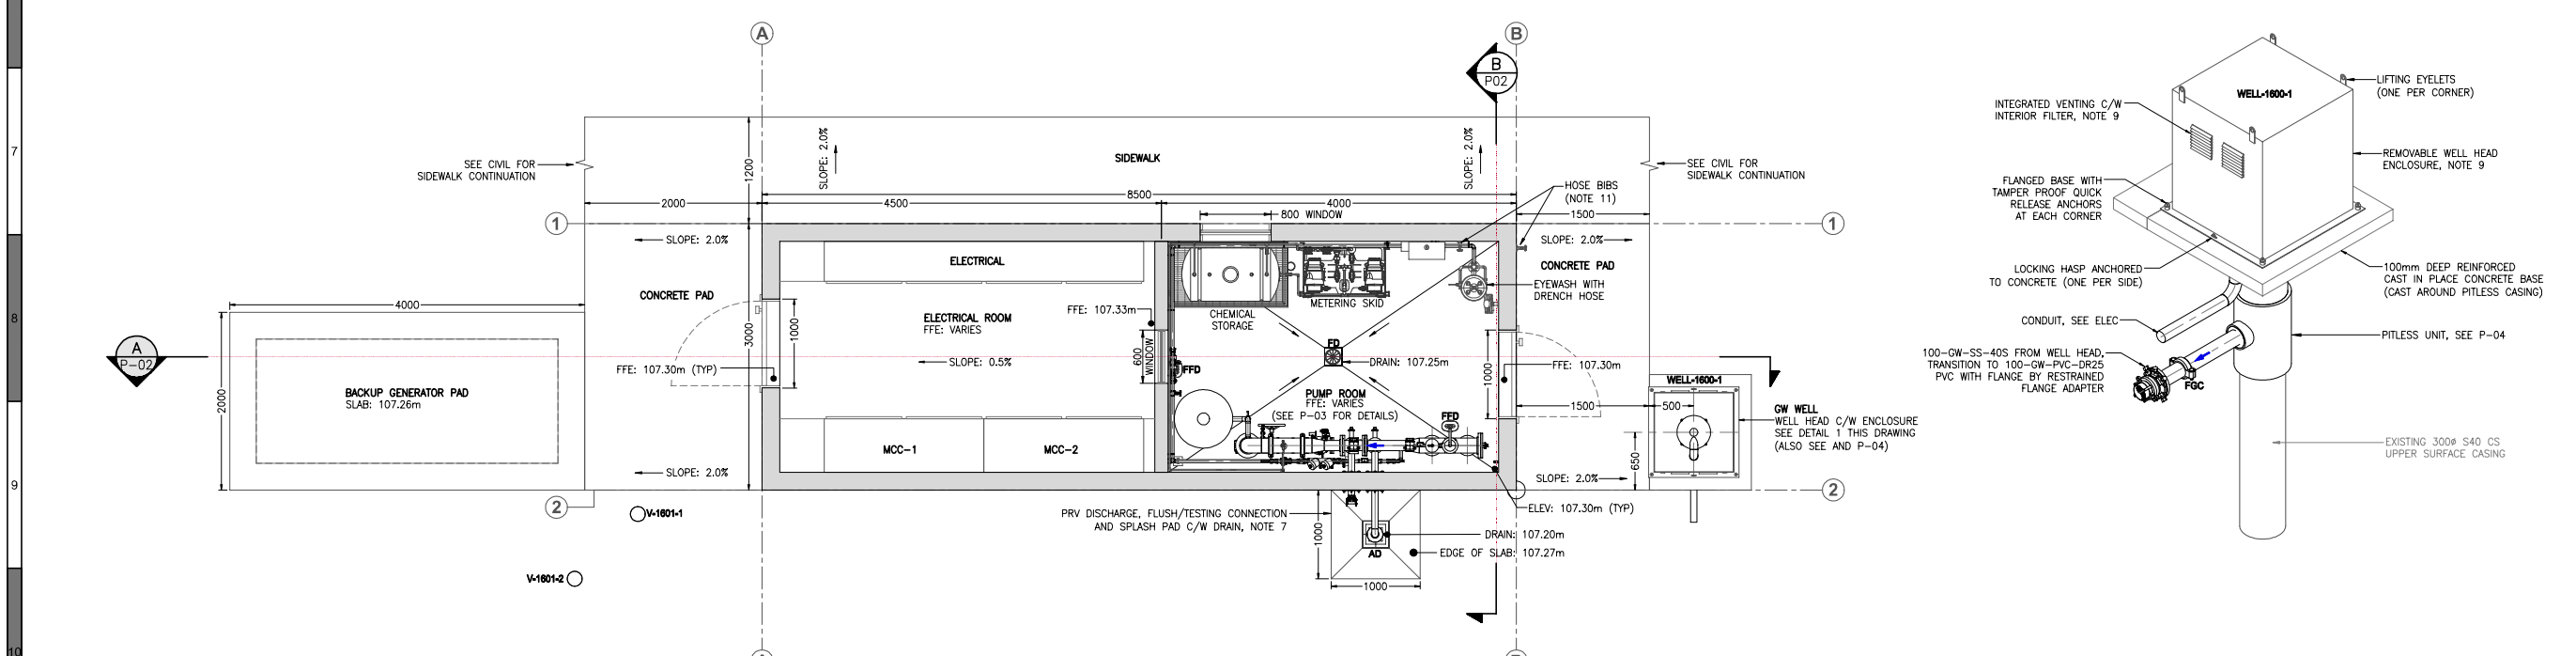 7
8
9
10
A
B
B
P02
A
P-02
1
1
2
2
SEE CIVIL FOR
SIDEWALK CONTINUATION
1200
SLOPE: 2.0%
SIDEWALK
SLOPE: 2.0%
SEE CIVIL FOR
SIDEWALK CONTINUATION
HOSE BIBS
(NOTE 11)
8500
2000
4500
4000
1500
800 WINDOW
SLOPE: 2.0%
SLOPE: 2.0%
CONCRETE PAD
CONCRETE PAD
ELECTRICAL
EYEWASH WITH
DRENCH HOSE
METERING SKID
CHEMICAL
STORAGE
4000
2000
BACKUP GENERATOR PAD
SLAB: 107.26m
3000
1000
ELECTRICAL ROOM
FFE: VARIES
FFE: 107.33m
600
WINDOW
SLOPE: 0.5%
FFE: 107.30m (TYP)
FD
DRAIN: 107.25m
FFD
1000
FFE: 107.30m
PUMP ROOM
FFE: VARIES
(SEE P-03 FOR DETAILS)
FFD
MCC-1
MCC-2
SLOPE: 2.0%
SLOPE: 2.0%
WELL-1600-1
1500
500
650
GW WELL
WELL HEAD C/W ENCLOSURE
SEE DETAIL 1 THIS DRAWING
(ALSO SEE AND P-04)
V-1601-1
V-1601-2
PRV DISCHARGE, FLUSH/TESTING CONNECTION
AND SPLASH PAD C/W DRAIN, NOTE 7
ELEV: 107.30m (TYP)
DRAIN: 107.20m
AD
EDGE OF SLAB: 107.27m
1000
1000
WELL-1600-1
LIFTING EYELETS
(ONE PER CORNER)
INTEGRATED VENTING C/W
INTERIOR FILTER, NOTE 9
REMOVABLE WELL HEAD
ENCLOSURE, NOTE 9
FLANGED BASE WITH
TAMPER PROOF QUICK
RELEASE ANCHORS
AT EACH CORNER
LOCKING HASP ANCHORED
TO CONCRETE (ONE PER SIDE)
100mm DEEP REINFORCED
CAST IN PLACE CONCRETE BASE
(CAST AROUND PITLESS CASING)
CONDUIT, SEE ELEC
PITLESS UNIT, SEE P-04
100-GW-SS-40S FROM WELL HEAD,
TRANSITION TO 100-GW-PVC-DR25
PVC WITH FLANGE BY RESTRAINED
FLANGE ADAPTER
FGC
EXISTING 300ø S40 CS
UPPER SURFACE CASING